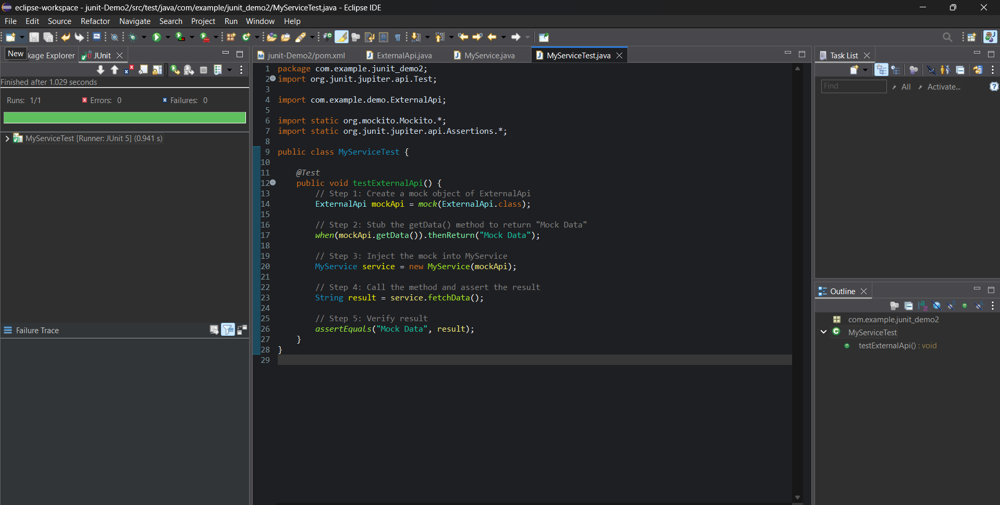 eclipse-workspace - junit-Demo2/src/test/java/com/example/junit_demo2/MyServiceTest.java - Eclipse IDE
File Edit Source Refactor Navigate Search Project Run Window Help
New
kage Explorer
JUnit
Finished after 1.029 seconds
Runs: 1/1 Errors: 0 Failures: 0
MyServiceTest [Runner: JUnit 5] (0.941 s)
Failure Trace
junit-Demo2/pom.xml ExternalApi.java MyService.java MyServiceTest.java
1 package com.example.junit_demo2;
2 import org.junit.jupiter.api.Test;
3
4 import com.example.demo.ExternalApi;
5
6 import static org.mockito.Mockito.*;
7 import static org.junit.jupiter.api.Assertions.*;
8
9 public class MyServiceTest {
10
11 @Test
12 public void testExternalApi() {
13 // Step 1: Create a mock object of ExternalApi
14 ExternalApi mockApi = mock(ExternalApi.class);
15
16 // Step 2: Stub the getData() method to return "Mock Data"
17 when(mockApi.getData()).thenReturn("Mock Data");
18
19 // Step 3: Inject the mock into MyService
20 MyService service = new MyService(mockApi);
21
22 // Step 4: Call the method and assert the result
23 String result = service.fetchData();
24
25 // Step 5: Verify result
26 assertEquals("Mock Data", result);
27 }
28 }
29
Task List
Find All Activate...
Outline
com.example.junit_demo2
MyServiceTest
testExternalApi() : void